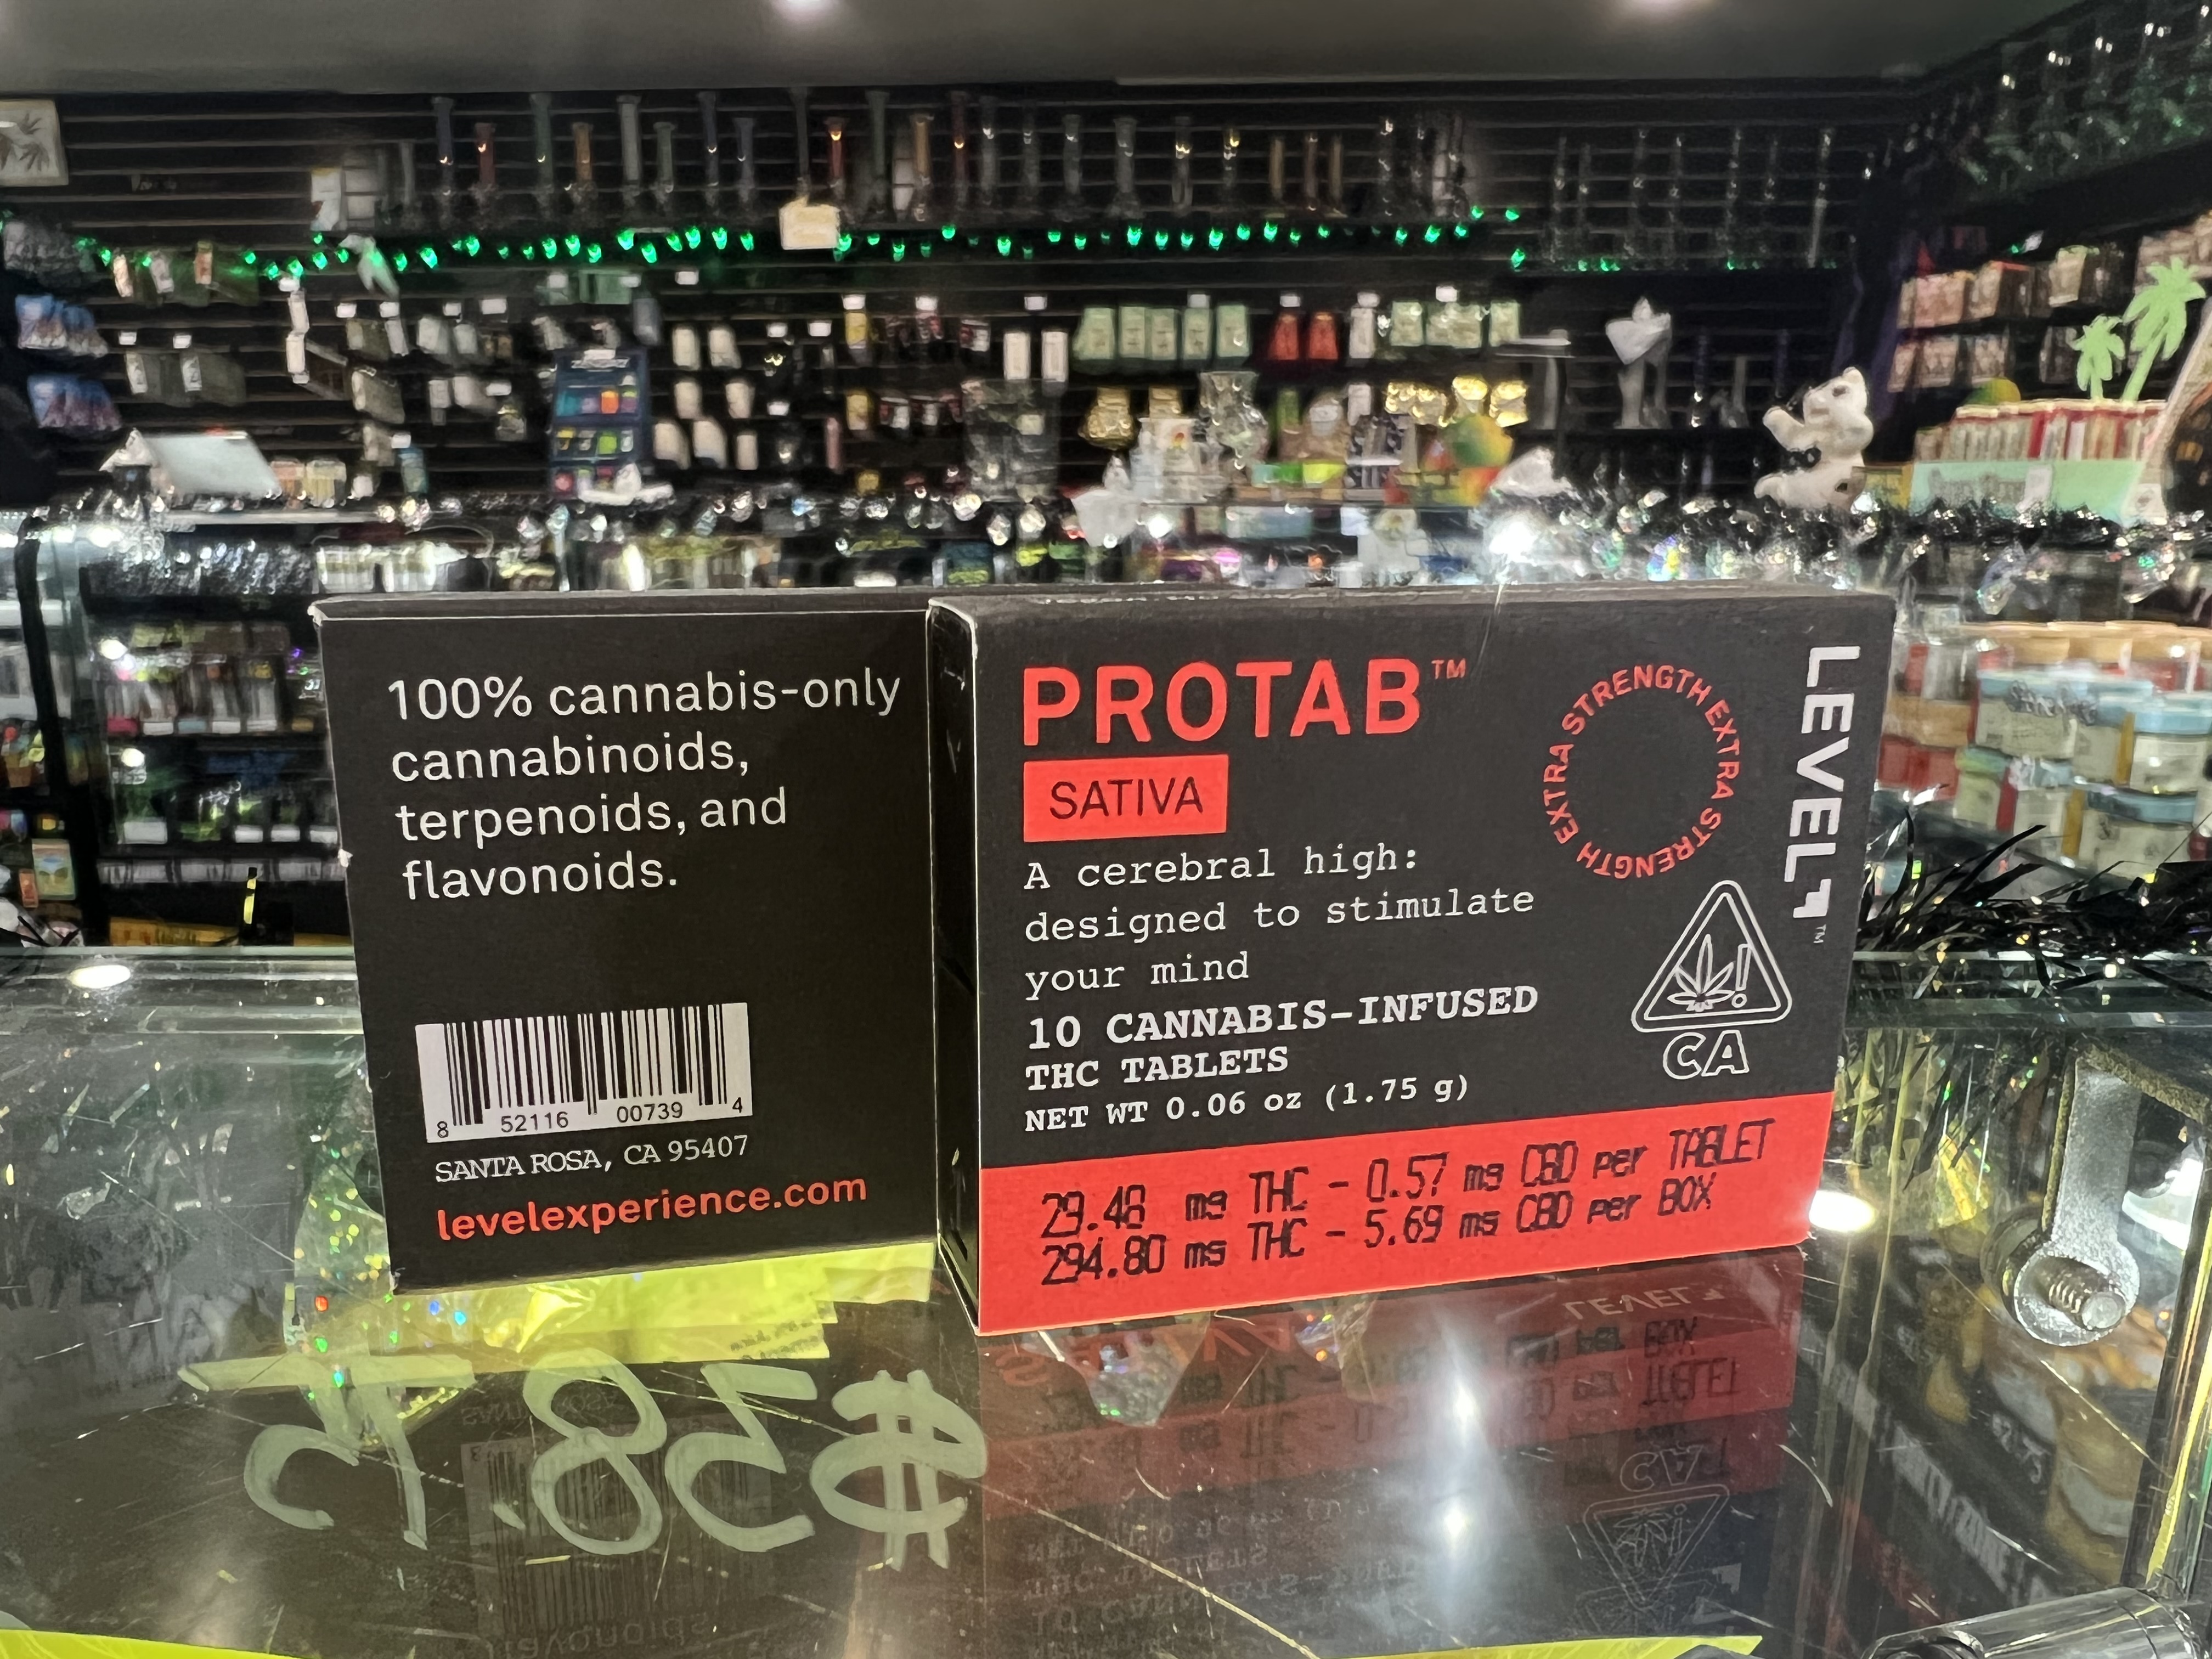 100% cannabis-only
cannabinoids,
terpenoids, and
flavonoids.
8 52116 00739 4
SANTA ROSA, CA 95407
levelexperience.com
PROTAB™
SATIVA
A cerebral high:
designed to stimulate
your mind
10 CANNABIS-INFUSED
THC TABLETS
NET WT 0.06 oz (1.75 g)
EXTRA STRENGTH EXTRA STRENGTH
LEVEL™
CA
29.48 mg THC - 0.57 mg CBD per TABLET
294.80 mg THC - 5.69 mg CBD per BOX
$58.75